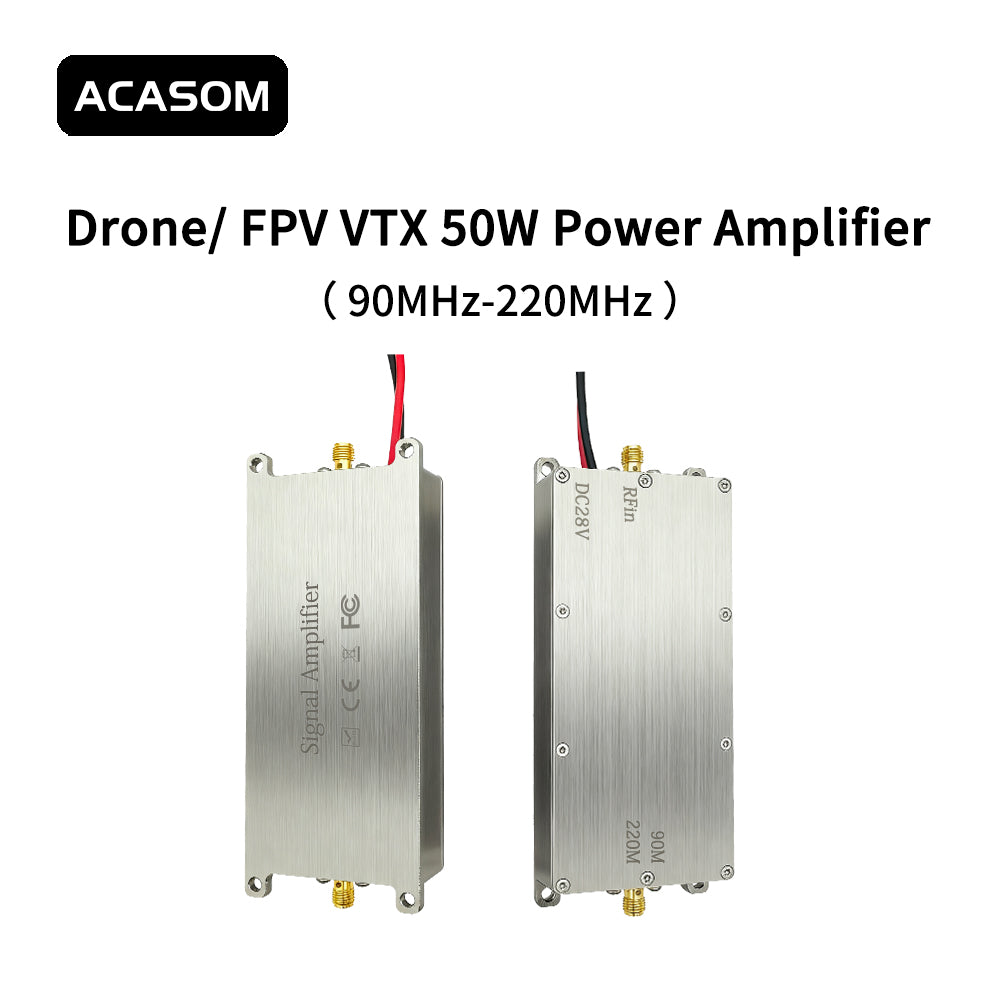 ACASOM
Drone/ FPV VTX 50W Power Amplifier
( 90MHz-220MHz )
Signal Amplifier
CE FC
DC28V
RFin
90M
220M